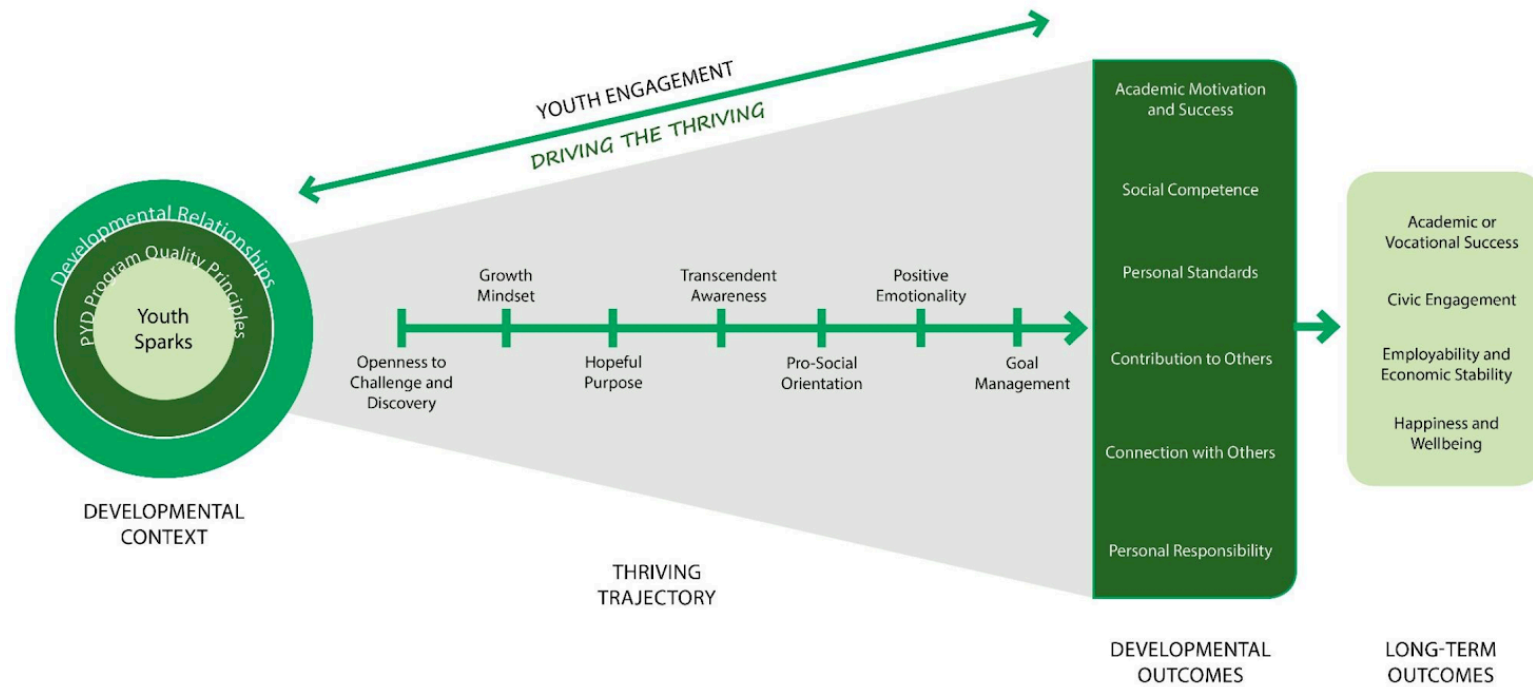 YOUTH ENGAGEMENT
DRIVING THE THRIVING
Developmental Relationships
PYD Program Quality Principles
Youth
Sparks
DEVELOPMENTAL
CONTEXT
Growth
Mindset
Transcendent
Awareness
Positive
Emotionality
Openness to
Challenge and
Discovery
Hopeful
Purpose
Pro-Social
Orientation
Goal
Management
THRIVING
TRAJECTORY
Academic Motivation
and Success
Social Competence
Personal Standards
Contribution to Others
Connection with Others
Personal Responsibility
DEVELOPMENTAL
OUTCOMES
Academic or
Vocational Success
Civic Engagement
Employability and
Economic Stability
Happiness and
Wellbeing
LONG-TERM
OUTCOMES